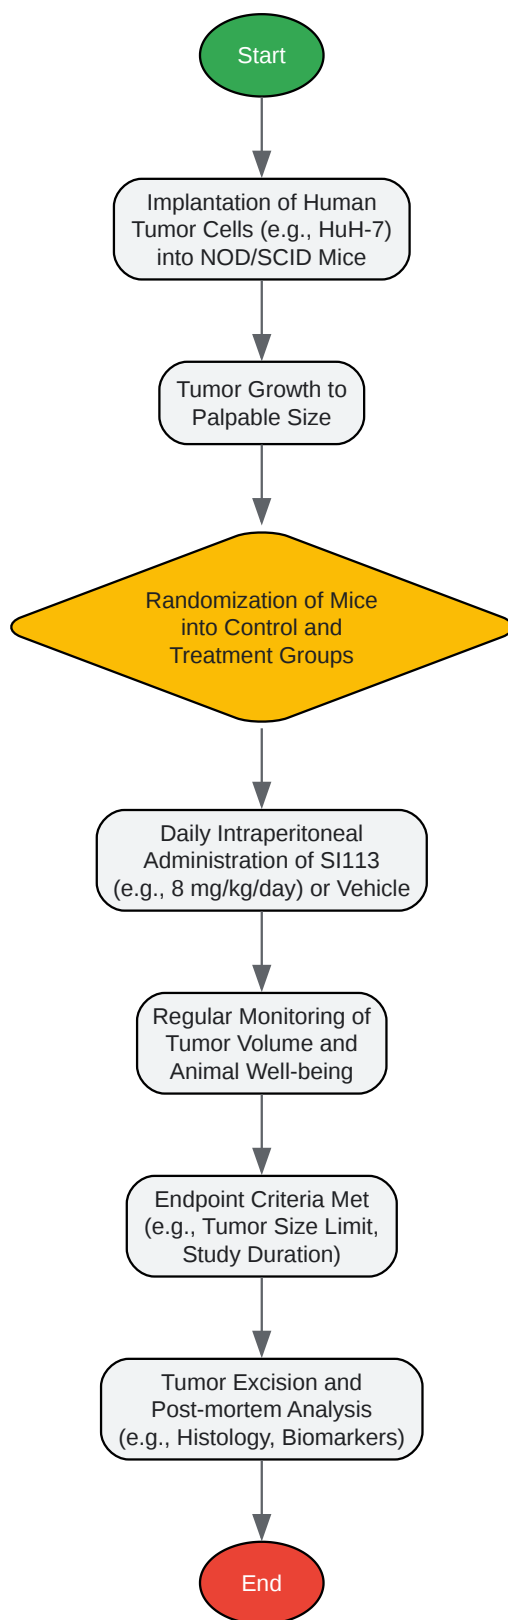 Start
Implantation of Human
Tumor Cells (e.g., HuH-7)
into NOD/SCID Mice
Tumor Growth to
Palpable Size
Randomization of Mice
into Control and
Treatment Groups
Daily Intraperitoneal
Administration of SI113
(e.g., 8 mg/kg/day) or Vehicle
Regular Monitoring of
Tumor Volume and
Animal Well-being
Endpoint Criteria Met
(e.g., Tumor Size Limit,
Study Duration)
Tumor Excision and
Post-mortem Analysis
(e.g., Histology, Biomarkers)
End